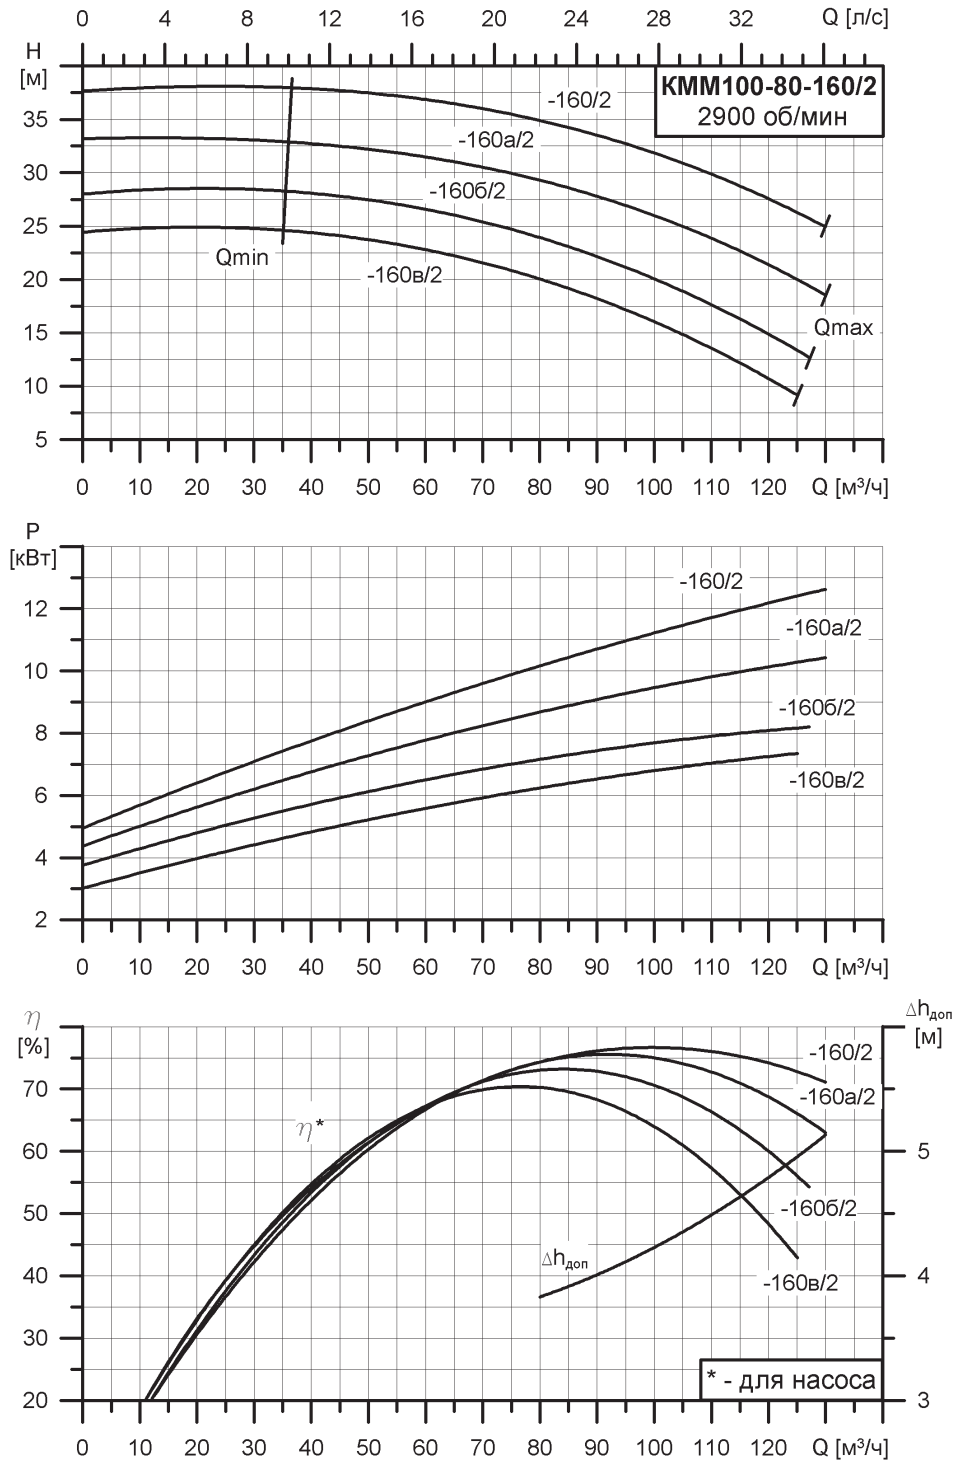 0 4 8 12 16 20 22 24 28 32 Q [л/с]
H
[м]
КММ100-80-160/2
2900 об/мин
-160/2
35
-160а/2
30
-160б/2
25
Qmin
-160в/2
20
Qmax
15
10
5
0 10 20 30 40 50 60 70 80 90 100 110 120 Q [м³/ч]
P
[кВт]
-160/2
12
-160а/2
10
-160б/2
8
-160в/2
6
4
2
0 10 20 30 40 50 60 70 80 90 100 110 120 Q [м³/ч]
η
Δhдоп
[%]
[м]
-160/2
70
-160а/2
η*
60 5
50
-160б/2
Δhдоп
40 4
-160в/2
30
* - для насоса
20 3
0 10 20 30 40 50 60 70 80 90 100 110 120 Q [м³/ч]